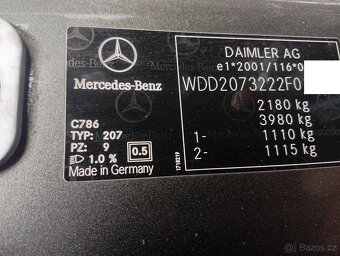 DAIMLER AG
e1*2001/116*0
WDD2073222F0
2180 kg
3980 kg
1- 1110 kg
2- 1115 kg
Mercedes-Benz
C786
TYP: 207
PZ: 9
1.0 % 0.5
Made in Germany
1718219
Bazos.cz